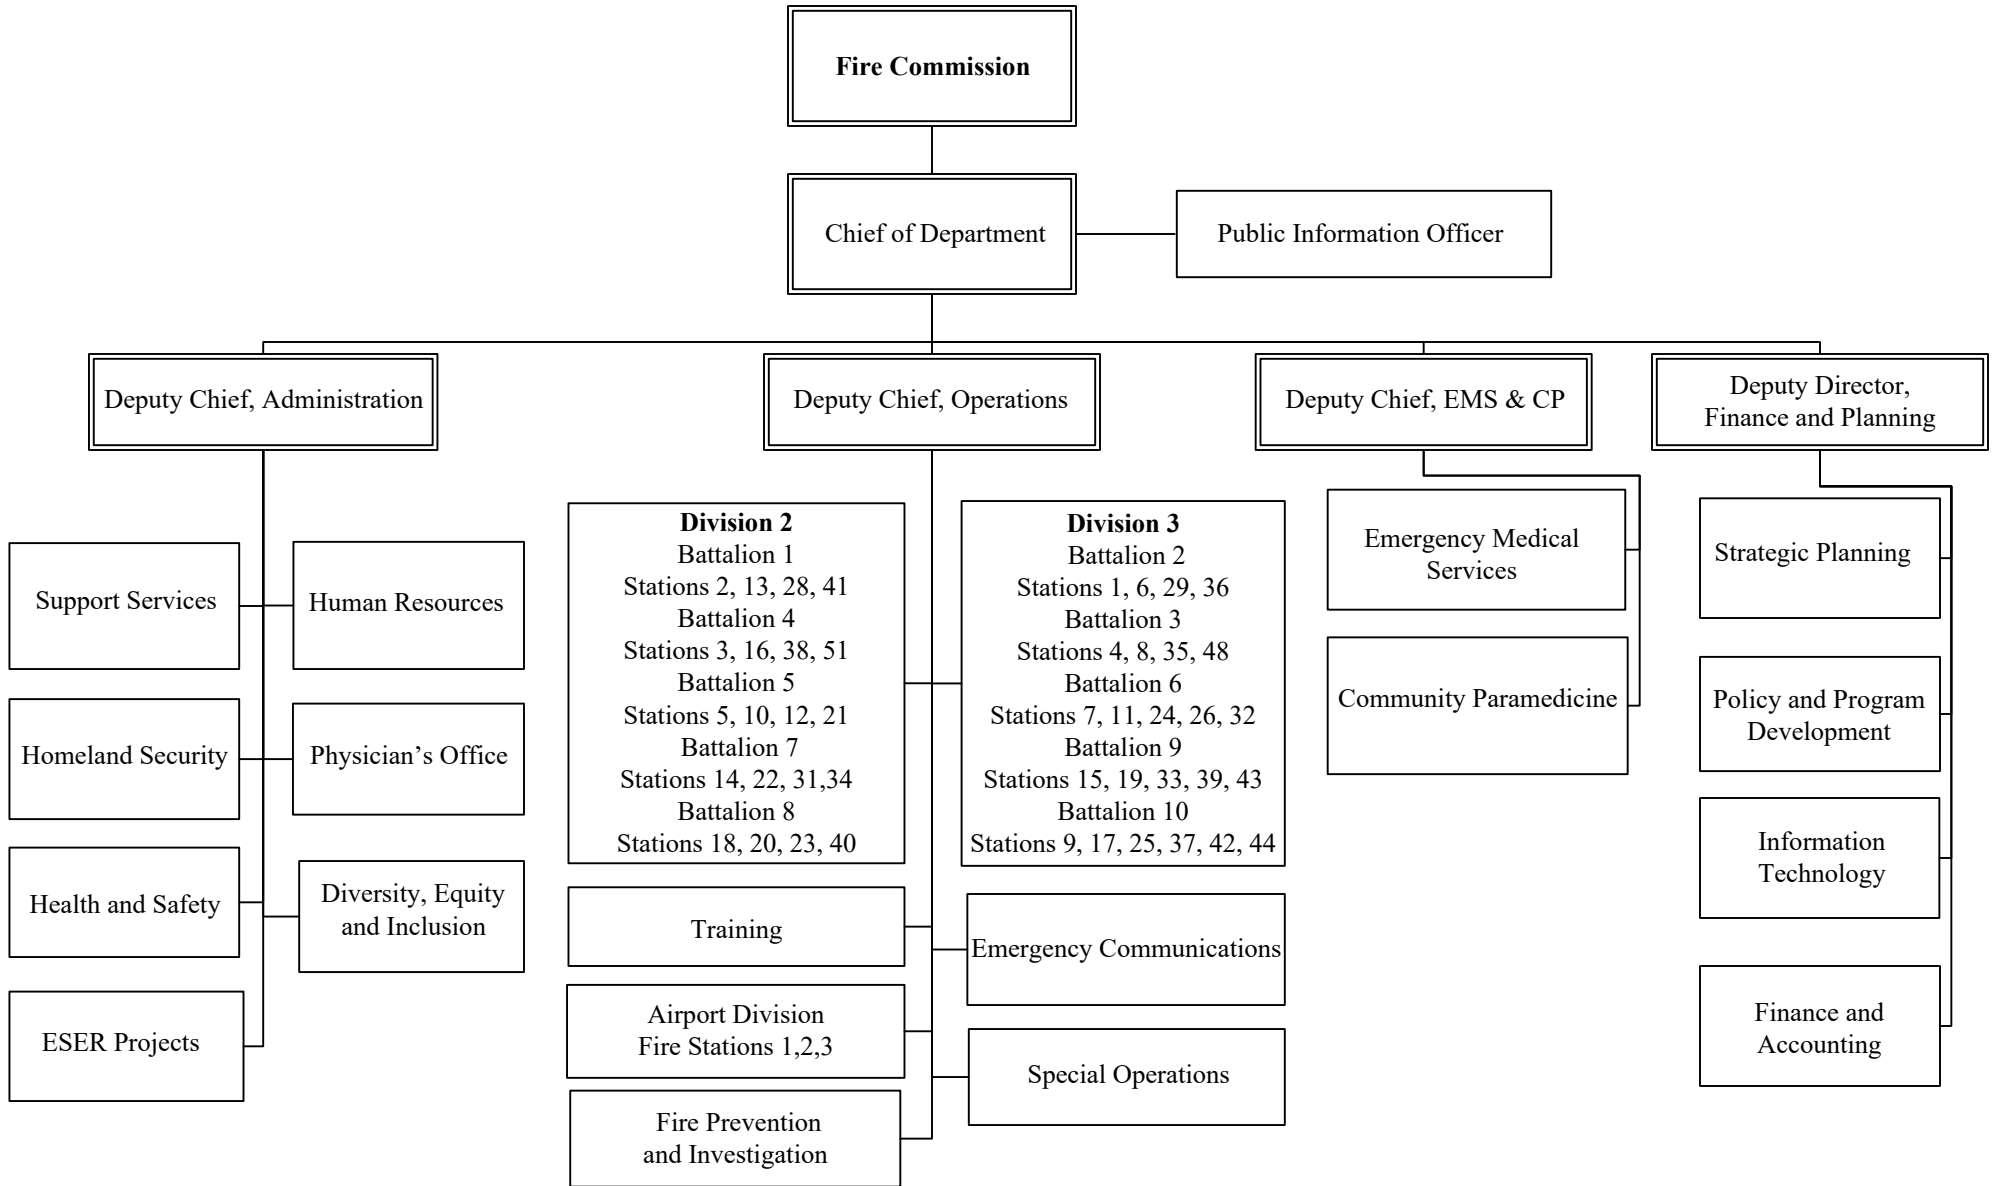 Fire Commission
Chief of Department
Public Information Officer
Deputy Chief, Administration
Deputy Chief, Operations
Deputy Chief, EMS & CP
Deputy Director,
Finance and Planning
Support Services
Human Resources
Homeland Security
Physician’s Office
Health and Safety
Diversity, Equity
and Inclusion
ESER Projects
Division 2
Battalion 1
Stations 2, 13, 28, 41
Battalion 4
Stations 3, 16, 38, 51
Battalion 5
Stations 5, 10, 12, 21
Battalion 7
Stations 14, 22, 31,34
Battalion 8
Stations 18, 20, 23, 40
Division 3
Battalion 2
Stations 1, 6, 29, 36
Battalion 3
Stations 4, 8, 35, 48
Battalion 6
Stations 7, 11, 24, 26, 32
Battalion 9
Stations 15, 19, 33, 39, 43
Battalion 10
Stations 9, 17, 25, 37, 42, 44
Training
Emergency Communications
Airport Division
Fire Stations 1,2,3
Special Operations
Fire Prevention
and Investigation
Emergency Medical
Services
Community Paramedicine
Strategic Planning
Policy and Program
Development
Information
Technology
Finance and
Accounting